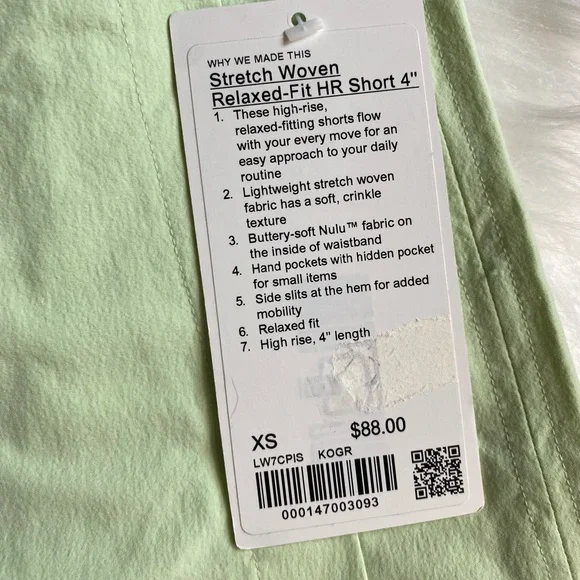 WHY WE MADE THIS
Stretch Woven
Relaxed-Fit HR Short 4"
1. These high-rise,
relaxed-fitting shorts flow
with your every move for an
easy approach to your daily
routine
2. Lightweight stretch woven
fabric has a soft, crinkle
texture
3. Buttery-soft Nulu™ fabric on
the inside of waistband
4. Hand pockets with hidden pocket
for small items
5. Side slits at the hem for added
mobility
6. Relaxed fit
7. High rise, 4" length
XS $88.00
LW7CPIS KOGR
000147003093